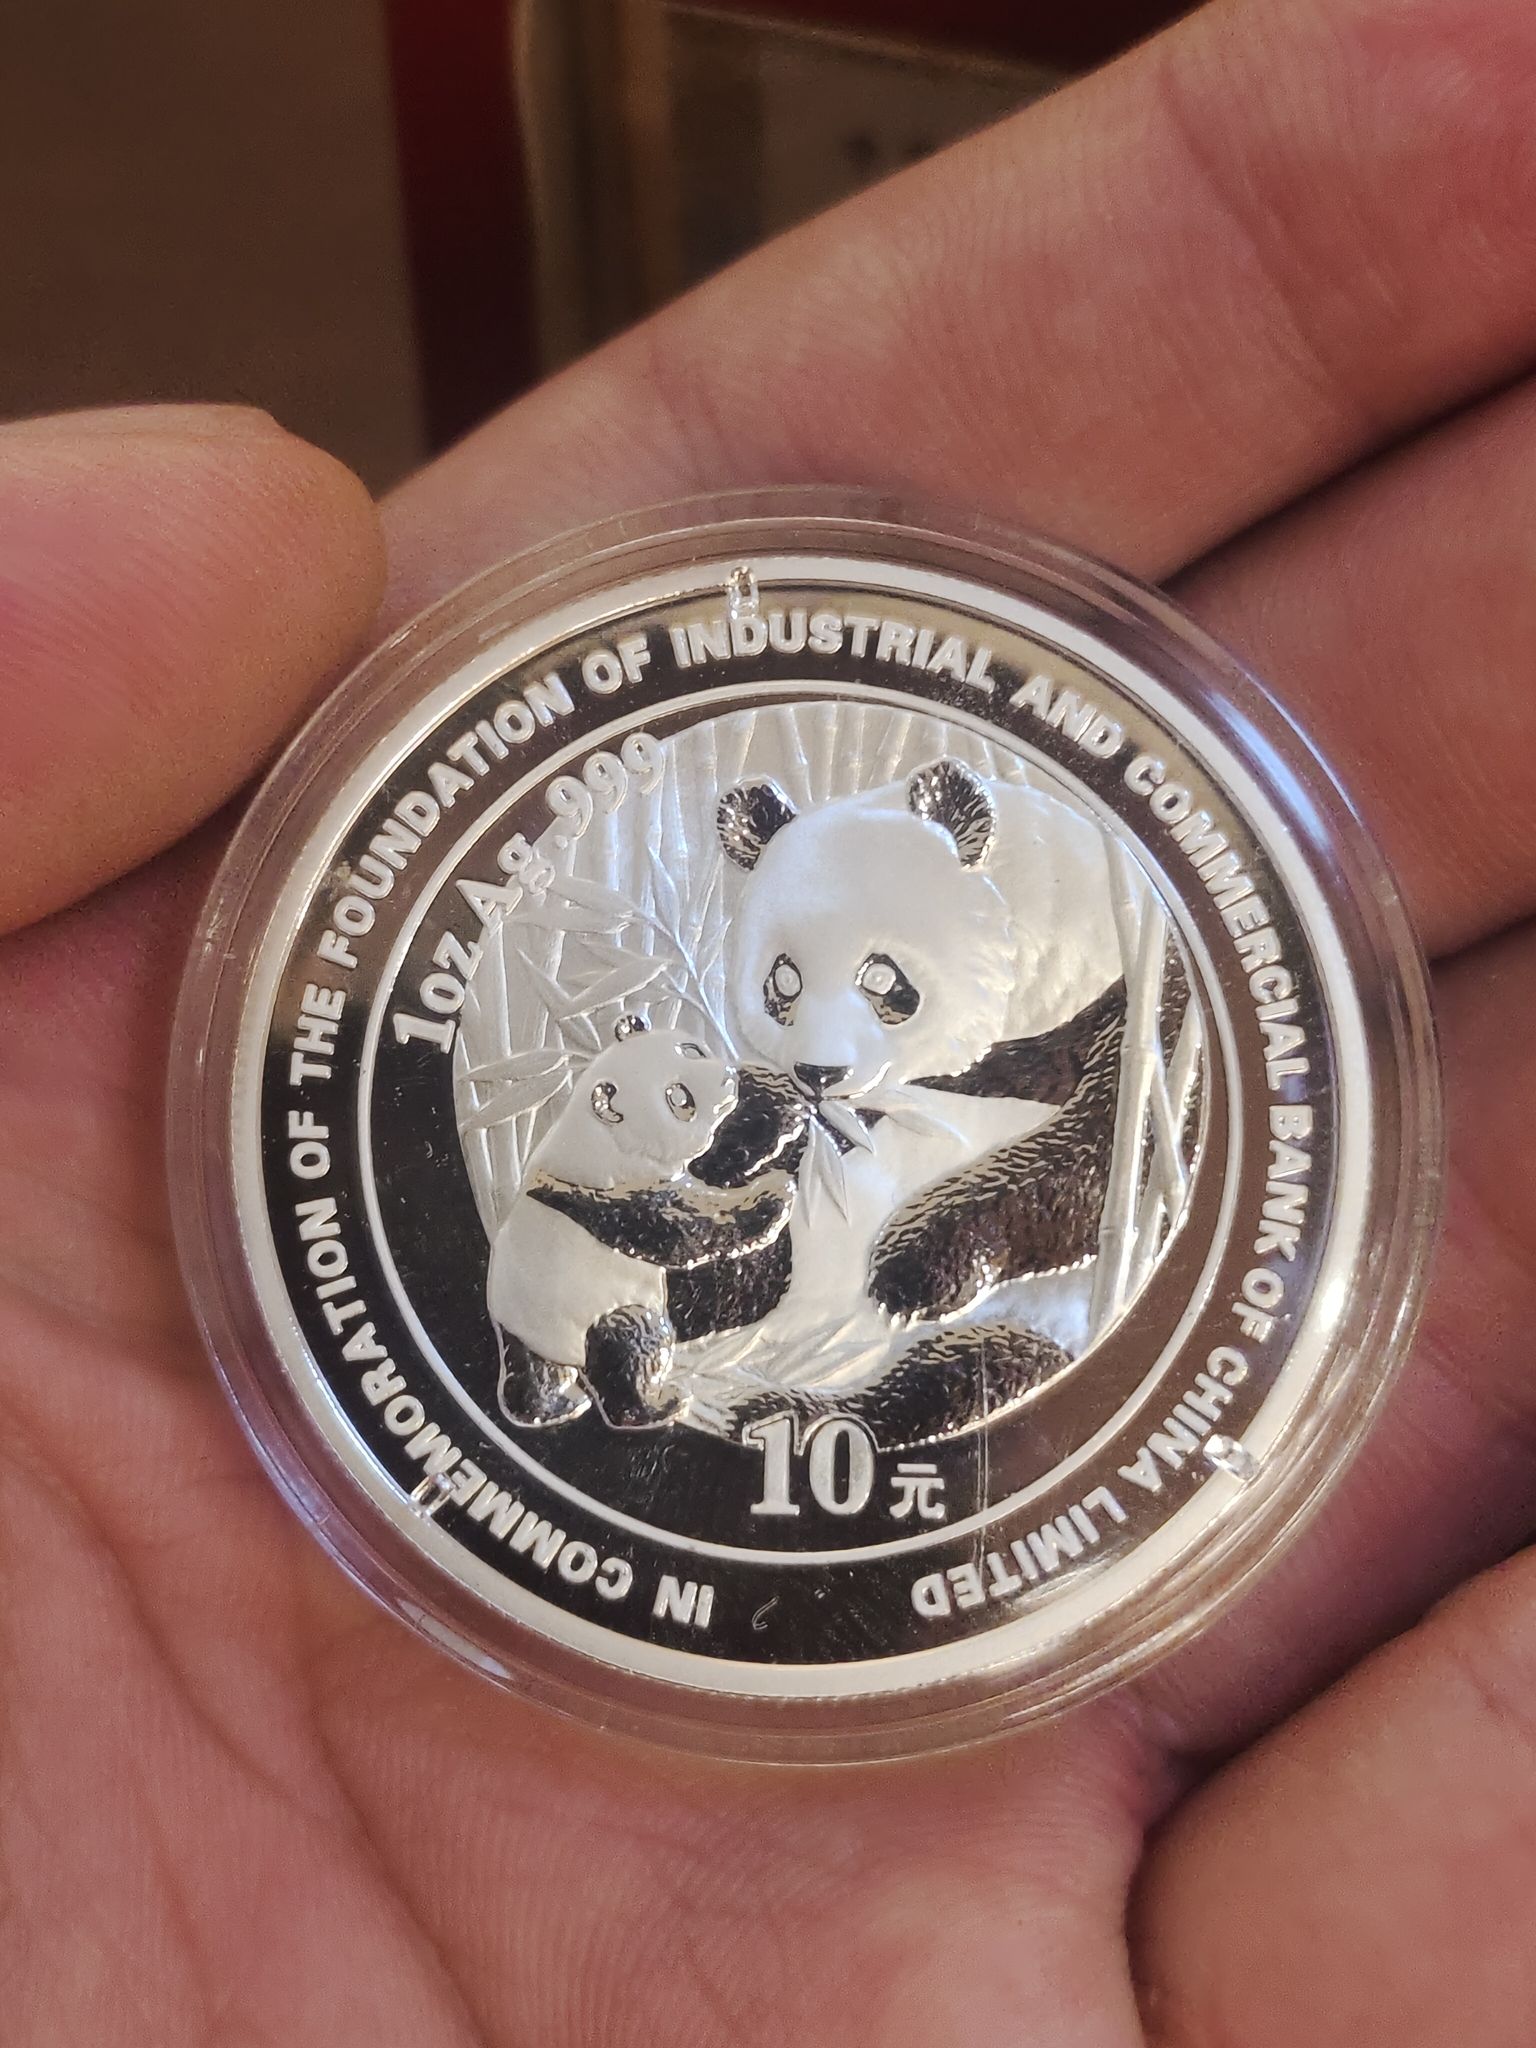 IN COMMEMORATION OF THE FOUNDATION OF INDUSTRIAL AND COMMERCIAL BANK OF CHINA LIMITED
1oz Ag.999
10元